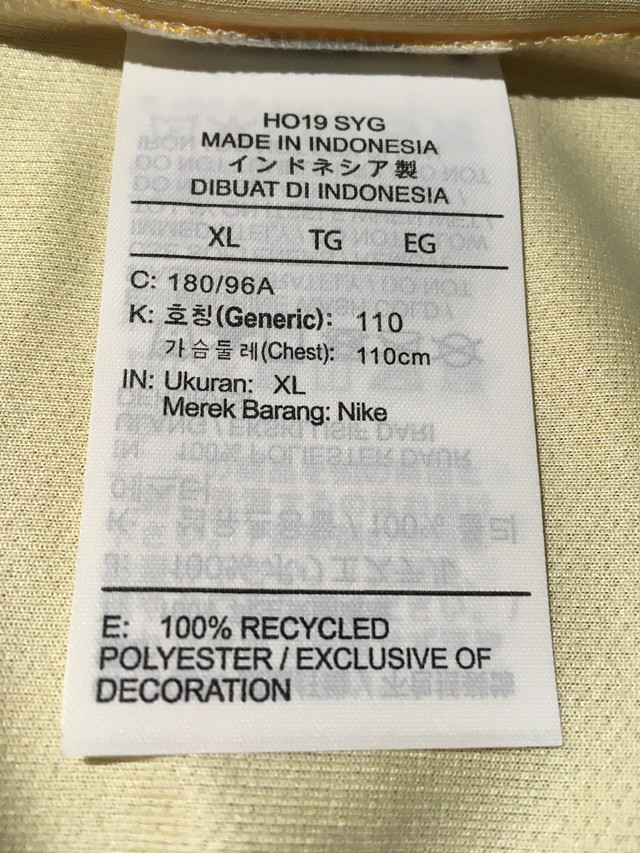 HO19 SYG
MADE IN INDONESIA
インドネシア製
DIBUAT DI INDONESIA
XL TG EG
C: 180/96A
K: 호칭(Generic): 110
가슴둘레(Chest): 110cm
IN: Ukuran: XL
Merek Barang: Nike
E: 100% RECYCLED
POLYESTER / EXCLUSIVE OF
DECORATION